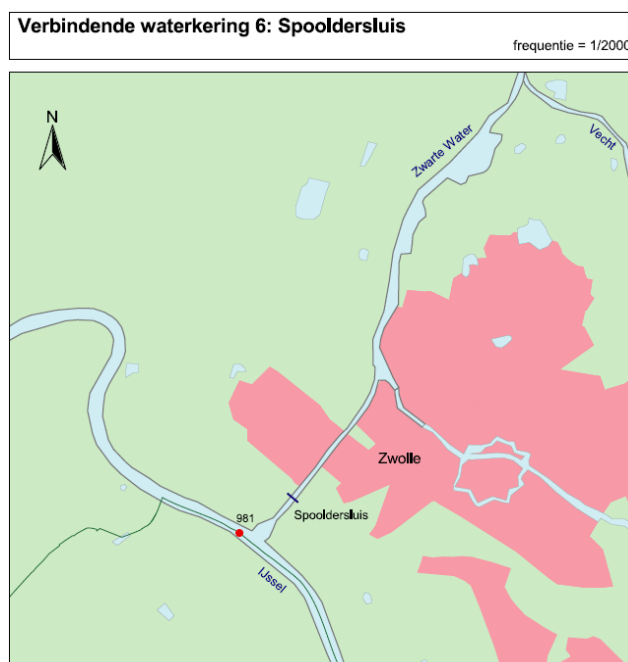 Verbindende waterkering 6: Spooldersluis
frequentie = 1/2000
N
Zwarte Water
Vecht
Zwolle
981
Spooldersluis
IJssel